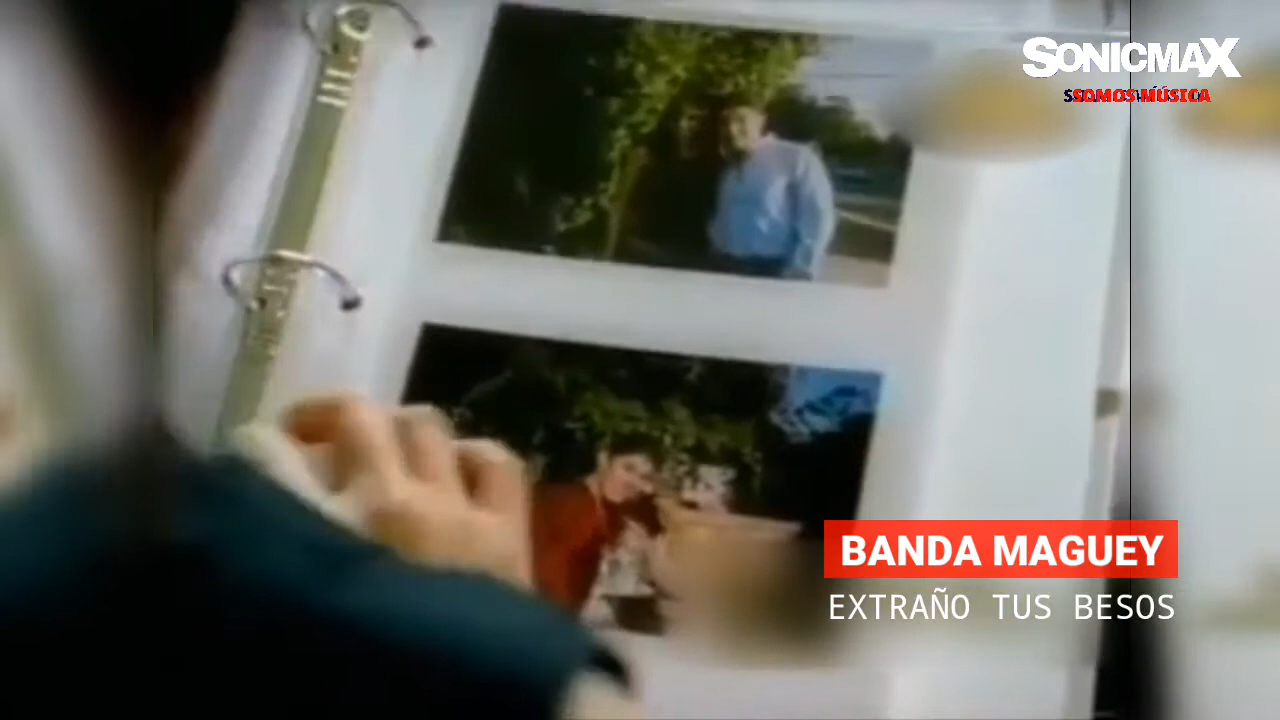 SONICMAX
SOMOS MÚSICA
BANDA MAGUEY
EXTRAÑO TUS BESOS